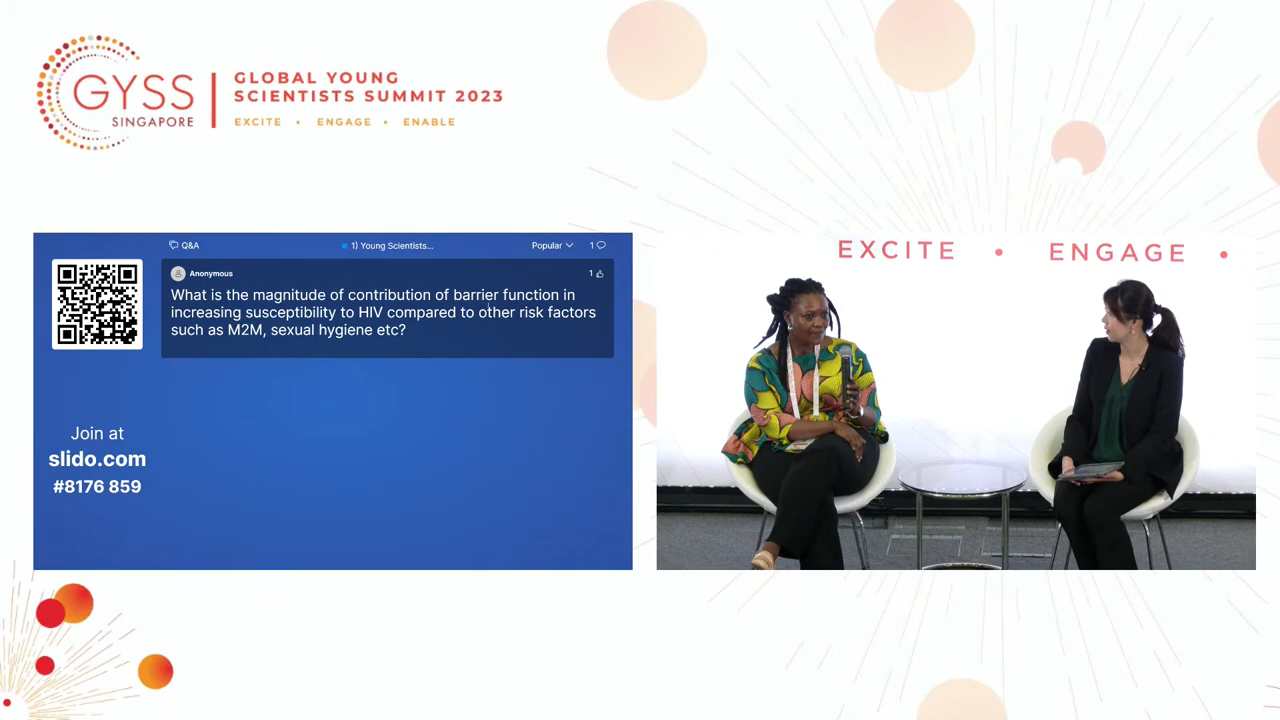 GYSS
SINGAPORE
GLOBAL YOUNG
SCIENTISTS SUMMIT 2023
EXCITE • ENGAGE • ENABLE
Q&A
1) Young Scientists...
Popular
1
Anonymous
1
What is the magnitude of contribution of barrier function in
increasing susceptibility to HIV compared to other risk factors
such as M2M, sexual hygiene etc?
Join at
slido.com
#8176 859
EXCITE • ENGAGE •